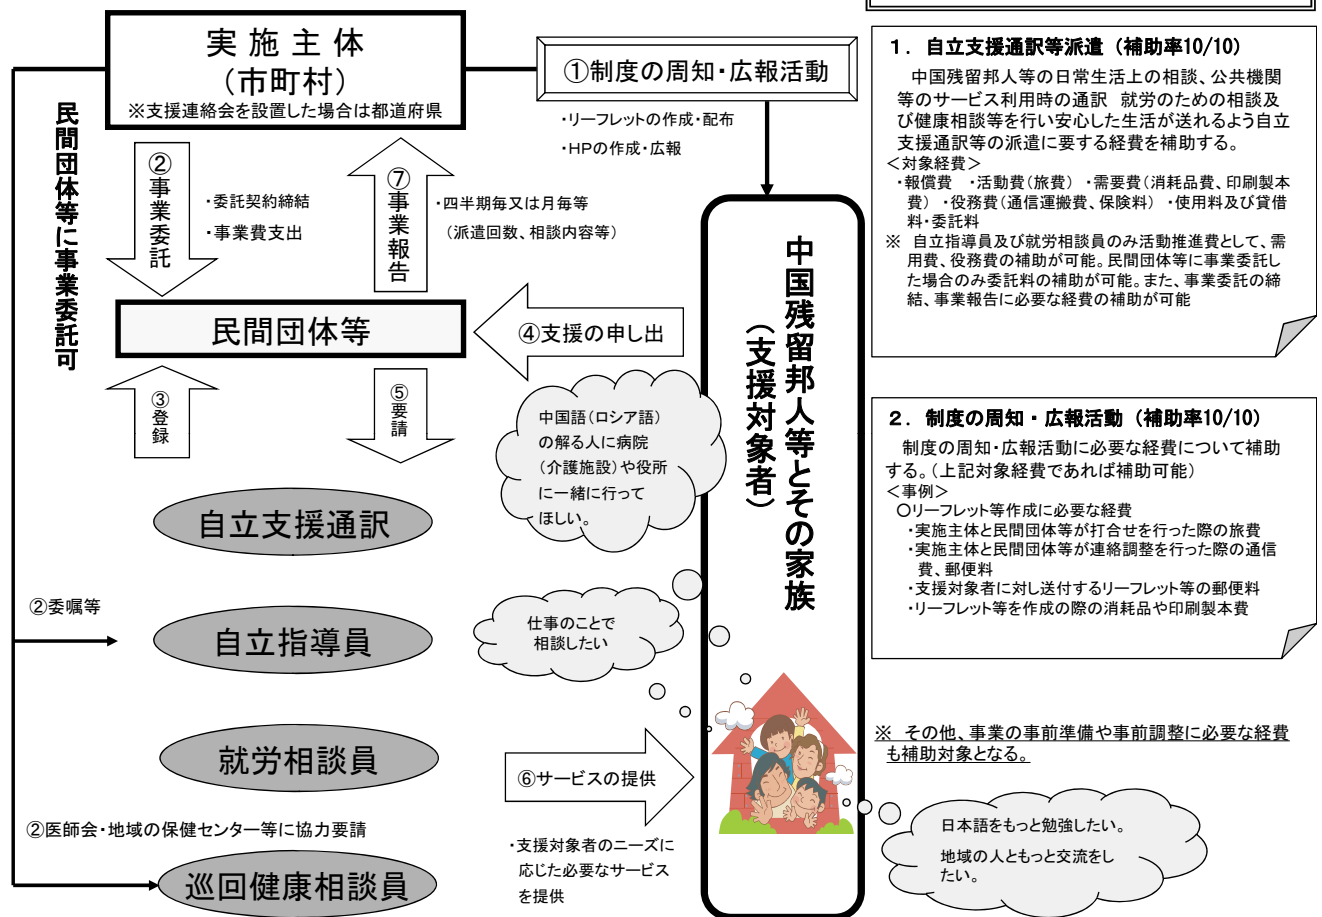 実施主体
(市町村)
※支援連絡会を設置した場合は都道府県
①制度の周知・広報活動
・リーフレットの作成・配布
・HPの作成・広報
民間団体等に事業委託可
②事業委託
・委託契約締結
・事業費支出
⑦事業報告
・四半期毎又は月毎等
(派遣回数、相談内容等)
民間団体等
④支援の申し出
③登録
⑤要請
中国語(ロシア語)
の解る人に病院
(介護施設)や役所
に一緒に行って
ほしい。
自立支援通訳
②委嘱等
自立指導員
仕事のことで
相談したい
就労相談員
⑥サービスの提供
・支援対象者のニーズに
応じた必要なサービス
を提供
②医師会・地域の保健センター等に協力要請
巡回健康相談員
中国残留邦人等とその家族
(支援対象者)
1．自立支援通訳等派遣（補助率10/10）
中国残留邦人等の日常生活上の相談、公共機関
等のサービス利用時の通訳 就労のための相談及
び健康相談等を行い安心した生活が送れるよう自立
支援通訳等の派遣に要する経費を補助する。
＜対象経費＞
・報償費 ・活動費(旅費) ・需要費(消耗品費、印刷製本
費) ・役務費(通信運搬費、保険料) ・使用料及び賃借
料・委託料
※ 自立指導員及び就労相談員のみ活動推進費として、需
用費、役務費の補助が可能。民間団体等に事業委託し
た場合のみ委託料の補助が可能。また、事業委託の締
結、事業報告に必要な経費の補助が可能
2．制度の周知・広報活動（補助率10/10）
制度の周知・広報活動に必要な経費について補助
する。(上記対象経費であれば補助可能)
＜事例＞
○リーフレット等作成に必要な経費
・実施主体と民間団体等が打合せを行った際の旅費
・実施主体と民間団体等が連絡調整を行った際の通信
費、郵便料
・支援対象者に対し送付するリーフレット等の郵便料
・リーフレット等を作成の際の消耗品や印刷製本費
※ その他、事業の事前準備や事前調整に必要な経費
も補助対象となる。
日本語をもっと勉強したい。
地域の人ともっと交流をし
たい。